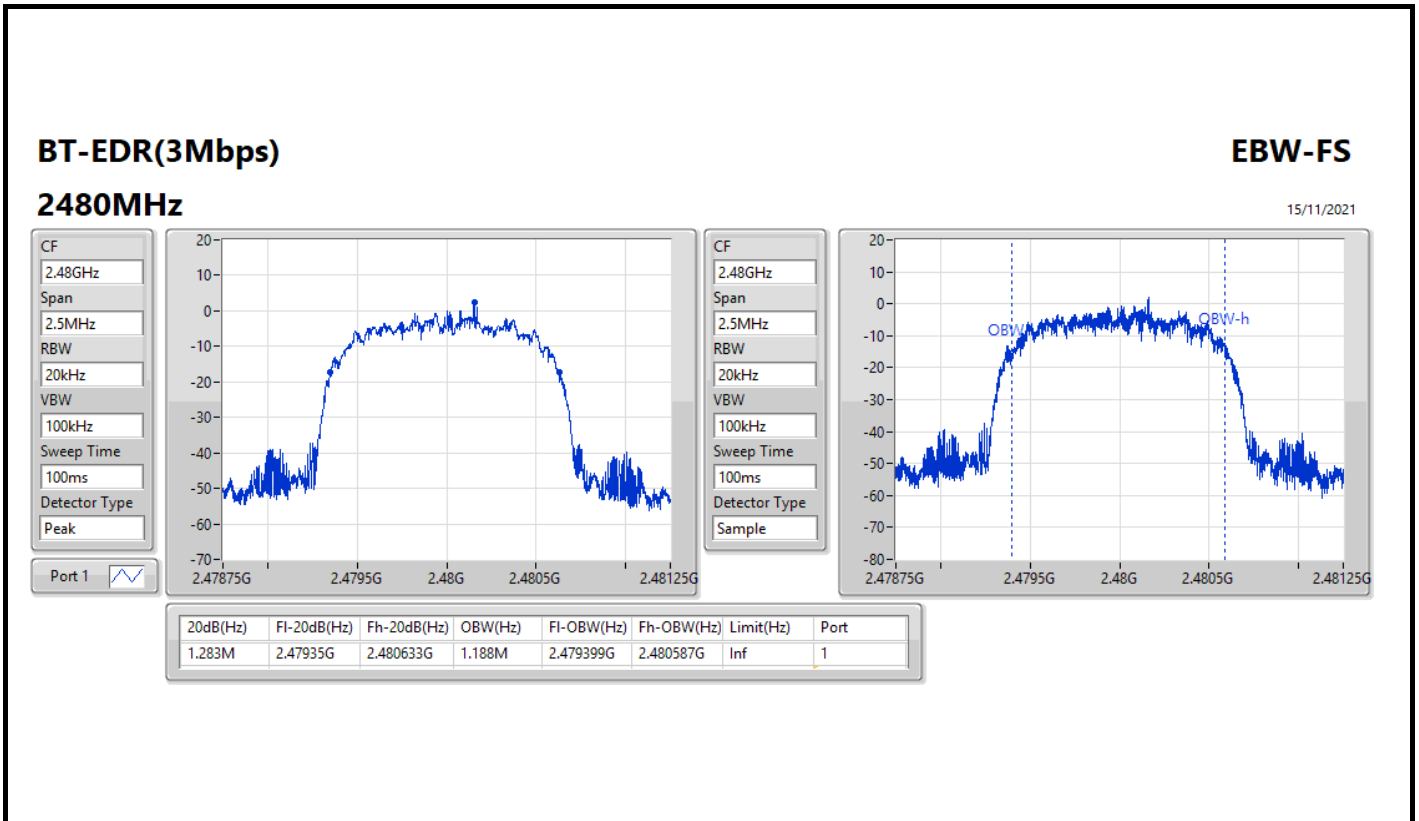 BT-EDR(3Mbps)
EBW-FS
2480MHz
15/11/2021
CF
2.48GHz
Span
2.5MHz
RBW
20kHz
VBW
100kHz
Sweep Time
100ms
Detector Type
Peak
Port 1
20
10
0
-10
-20
-30
-40
-50
-60
-70
2.47875G 2.4795G 2.48G 2.4805G 2.48125G
CF
2.48GHz
Span
2.5MHz
RBW
20kHz
VBW
100kHz
Sweep Time
100ms
Detector Type
Sample
20
10
0
-10
-20
-30
-40
-50
-60
-70
-80
OBW
OBW-h
2.47875G 2.4795G 2.48G 2.4805G 2.48125G
20dB(Hz) Fl-20dB(Hz) Fh-20dB(Hz) OBW(Hz) Fl-OBW(Hz) Fh-OBW(Hz) Limit(Hz) Port
1.283M 2.47935G 2.480633G 1.188M 2.479399G 2.480587G Inf 1